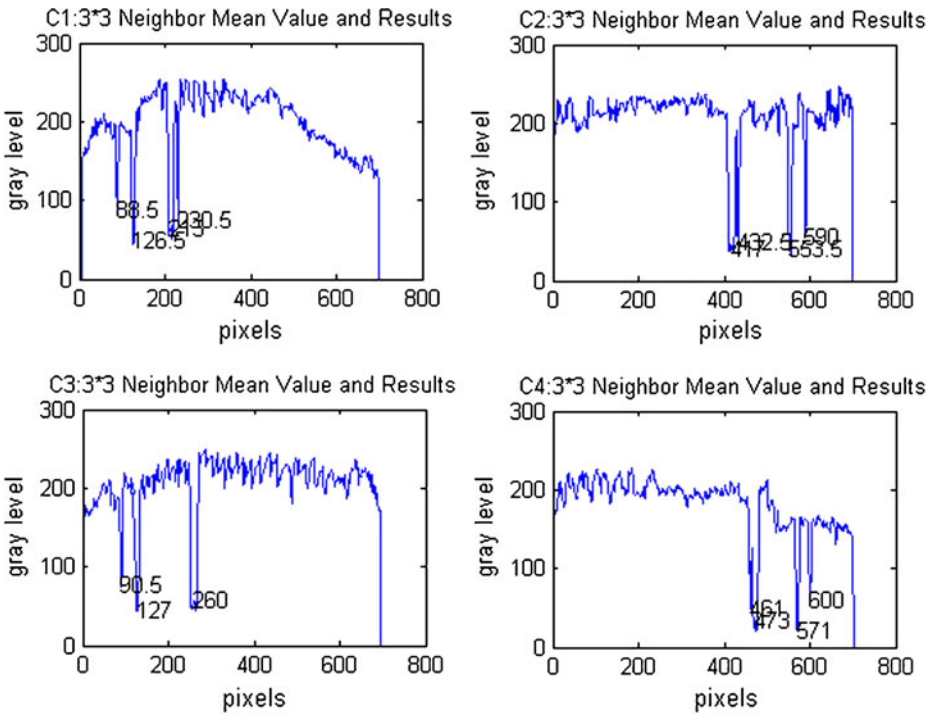 C1:3*3 Neighbor Mean Value and Results
300
200
100
0
gray level
88.5
126.5
213
230.5
0 200 400 600 800
pixels
C2:3*3 Neighbor Mean Value and Results
300
200
100
0
gray level
417
432.5
553.5
590
0 200 400 600 800
pixels
C3:3*3 Neighbor Mean Value and Results
300
200
100
0
gray level
90.5
127
260
0 200 400 600 800
pixels
C4:3*3 Neighbor Mean Value and Results
300
200
100
0
gray level
461
473
571
600
0 200 400 600 800
pixels